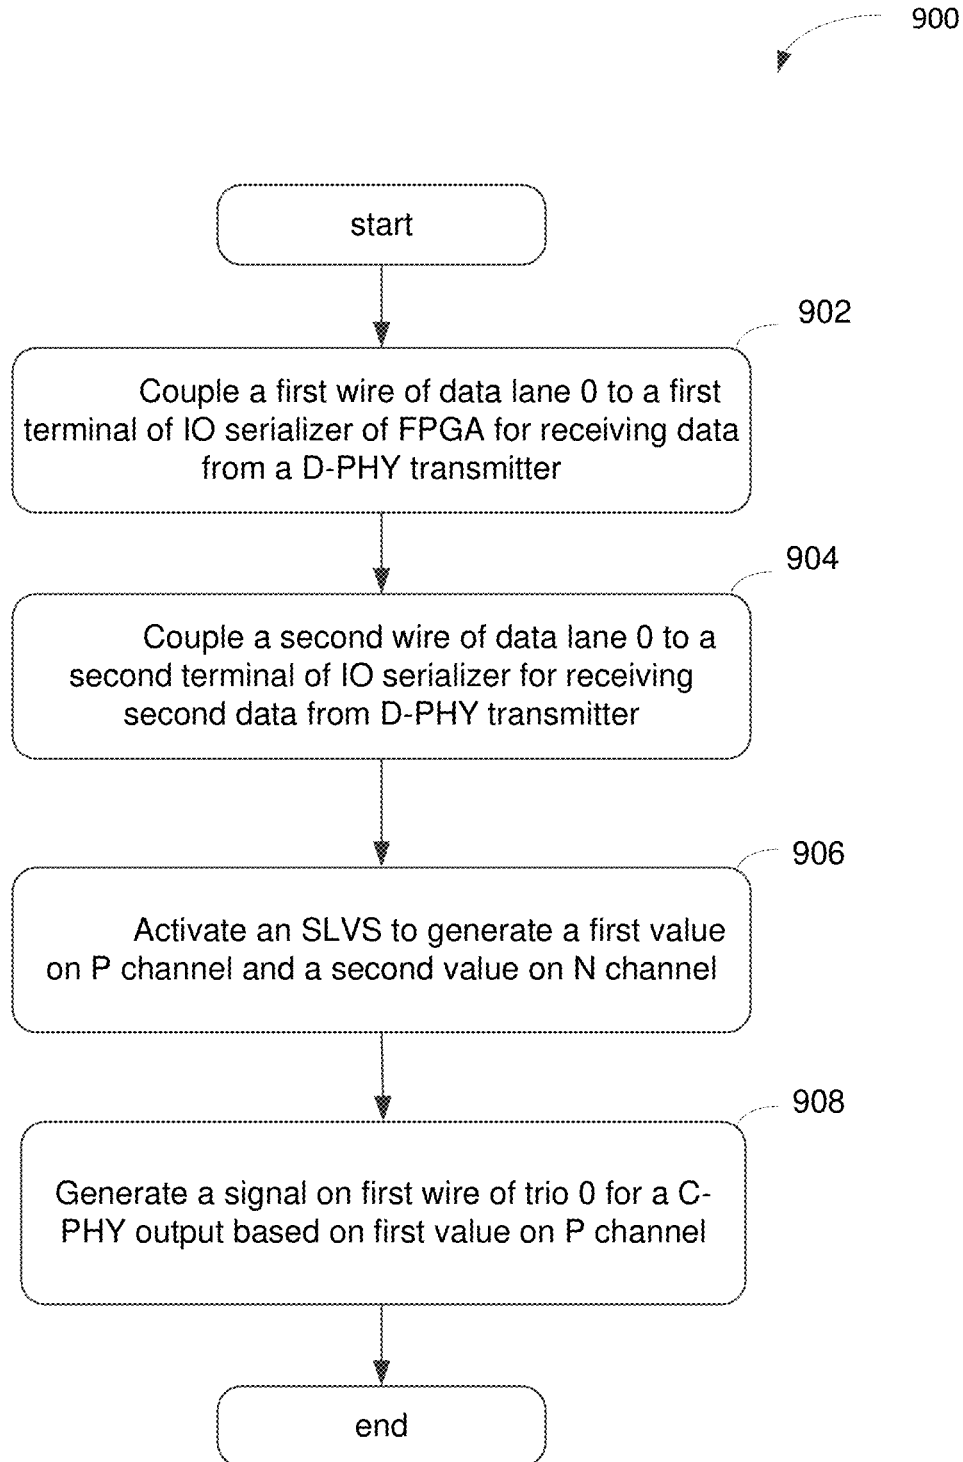 900
start
902
Couple a first wire of data lane 0 to a first
terminal of IO serializer of FPGA for receiving data
from a D-PHY transmitter
904
Couple a second wire of data lane 0 to a
second terminal of IO serializer for receiving
second data from D-PHY transmitter
906
Activate an SLVS to generate a first value
on P channel and a second value on N channel
908
Generate a signal on first wire of trio 0 for a C-
PHY output based on first value on P channel
end